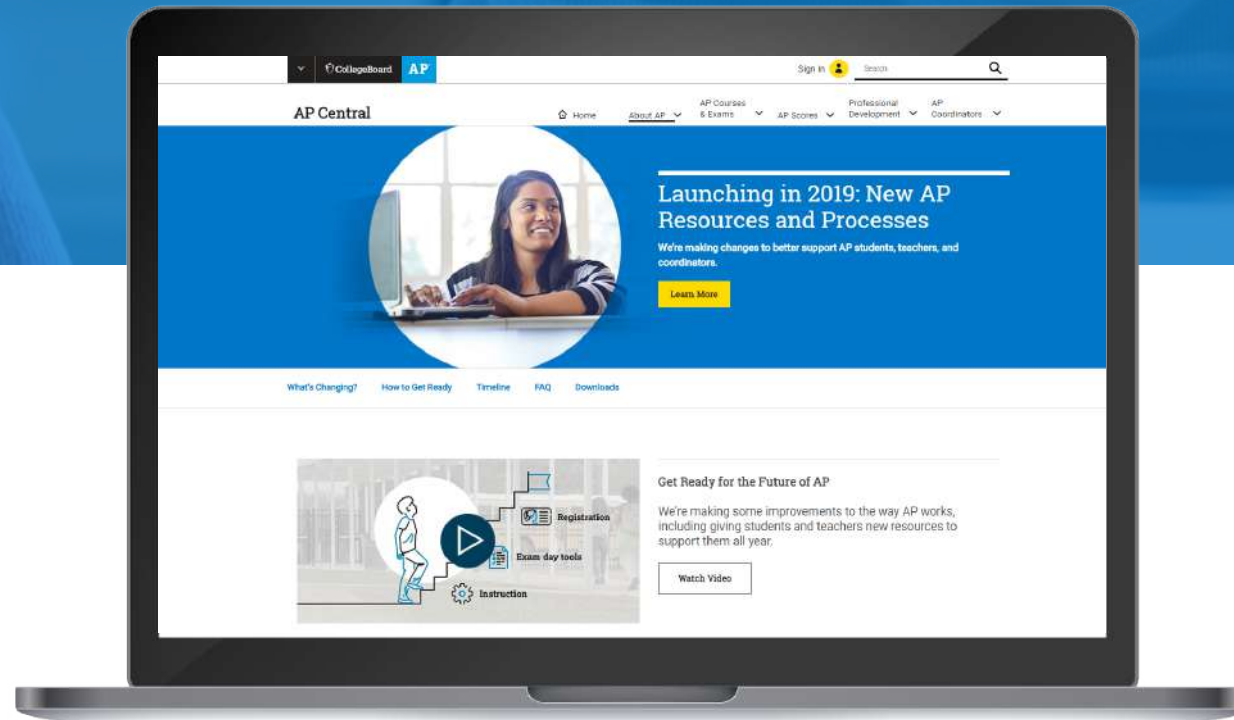 CollegeBoard AP
Sign In Search
AP Central
Home
About AP
AP Courses
& Exams
AP Scores
Professional
Development
AP
Coordinators
Launching in 2019: New AP
Resources and Processes
We're making changes to better support AP students, teachers, and
coordinators.
Learn More
What's Changing? How to Get Ready Timeline FAQ Downloads
Registration
Exam day tools
Instruction
Get Ready for the Future of AP
We're making some improvements to the way AP works,
including giving students and teachers new resources to
support them all year.
Watch Video